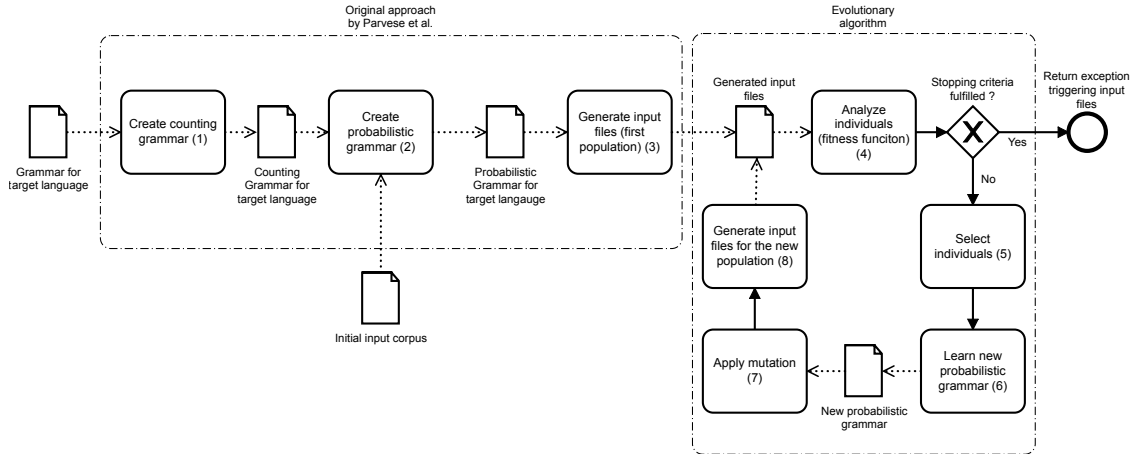 Original approach
by Parvese et al.
Evolutionary
algorithm
Grammar for
target language
Create counting
grammar (1)
Counting
Grammar for
target language
Create
probabilistic
grammar (2)
Initial input corpus
Probabilistic
Grammar for
target langauge
Generate input
files (first
population) (3)
Generated input
files
Analyze
individuals
(fitness funciton)
(4)
Stopping criteria
fulfilled ?
X
Yes
Return exception
triggering input
files
No
Select
individuals (5)
Learn new
probabilistic
grammar (6)
New probabilistic
grammar
Apply mutation
(7)
Generate input
files for the new
population (8)